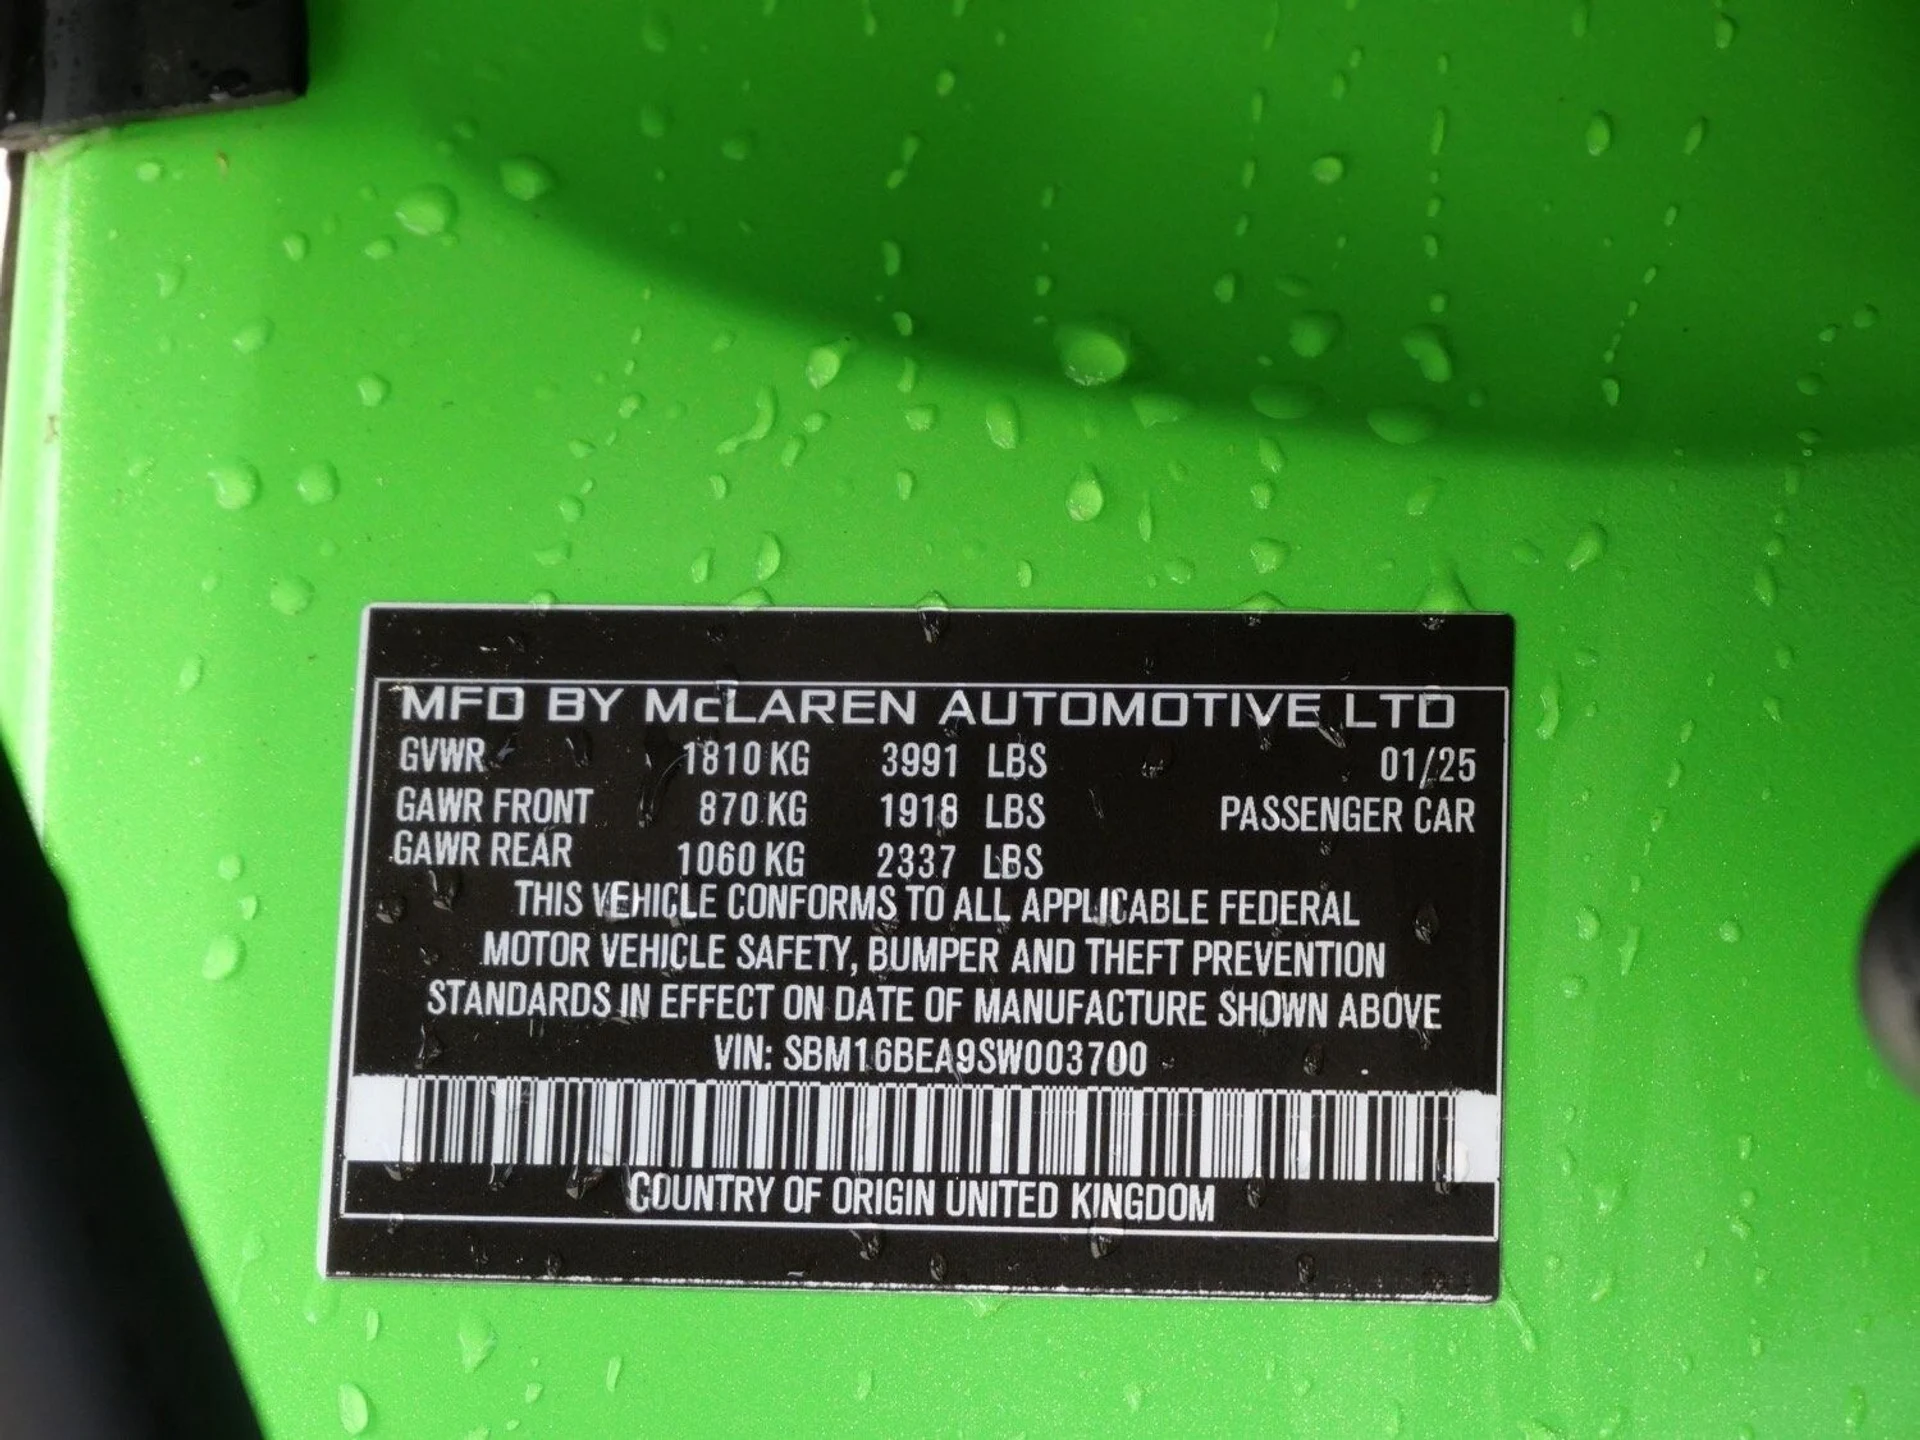 MFD BY McLAREN AUTOMOTIVE LTD
GVWR 1810 KG 3991 LBS 01/25
GAWR FRONT 870 KG 1918 LBS PASSENGER CAR
GAWR REAR 1060 KG 2337 LBS
THIS VEHICLE CONFORMS TO ALL APPLICABLE FEDERAL
MOTOR VEHICLE SAFETY, BUMPER AND THEFT PREVENTION
STANDARDS IN EFFECT ON DATE OF MANUFACTURE SHOWN ABOVE
VIN: SBM16BEA9SW003700
COUNTRY OF ORIGIN UNITED KINGDOM